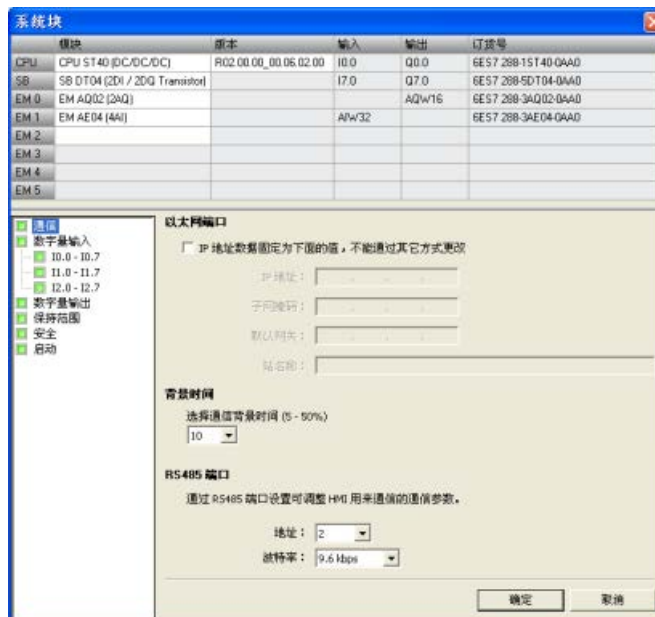 系统块
模块 版本 输入 输出 订货号
CPU CPU ST40 (DC/DC/DC) R02.00.00_00.06.02.00 I0.0 Q0.0 6ES7 288-1ST40-0AA0
SB SB DT04 (2DI / 2DQ Transistor) I7.0 Q7.0 6ES7 288-5DT04-0AA0
EM 0 EM AQ02 (2AQ) AQW16 6ES7 288-3AQ02-0AA0
EM 1 EM AE04 (4AI) AIW32 6ES7 288-3AE04-0AA0
EM 2
EM 3
EM 4
EM 5
通信
数字量输入
I0.0 - I0.7
I1.0 - I1.7
I2.0 - I2.7
数字量输出
保持范围
安全
启动
以太网端口
IP 地址数据固定为下面的值，不能通过其它方式更改
IP 地址：
子网掩码：
默认网关：
站名称：
背景时间
选择通信背景时间 (5 - 50%)
10
RS485 端口
通过 RS485 端口设置可调整 HMI 用来通信的通信参数。
地址： 2
波特率： 9.6 kbps
确定 取消